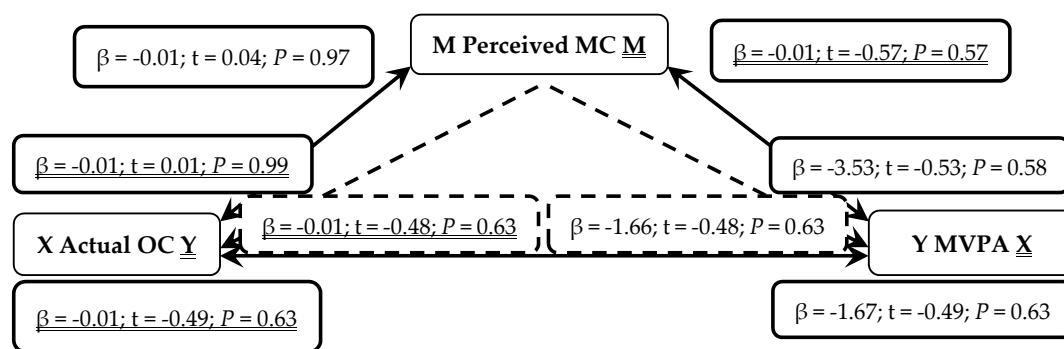 M Perceived MC M
β = -0.01; t = 0.04; P = 0.97
β = -0.01; t = -0.57; P = 0.57
β = -0.01; t = 0.01; P = 0.99
β = -3.53; t = -0.53; P = 0.58
X Actual OC Y
β = -0.01; t = -0.48; P = 0.63
β = -1.66; t = -0.48; P = 0.63
Y MVPA X
β = -0.01; t = -0.49; P = 0.63
β = -1.67; t = -0.49; P = 0.63